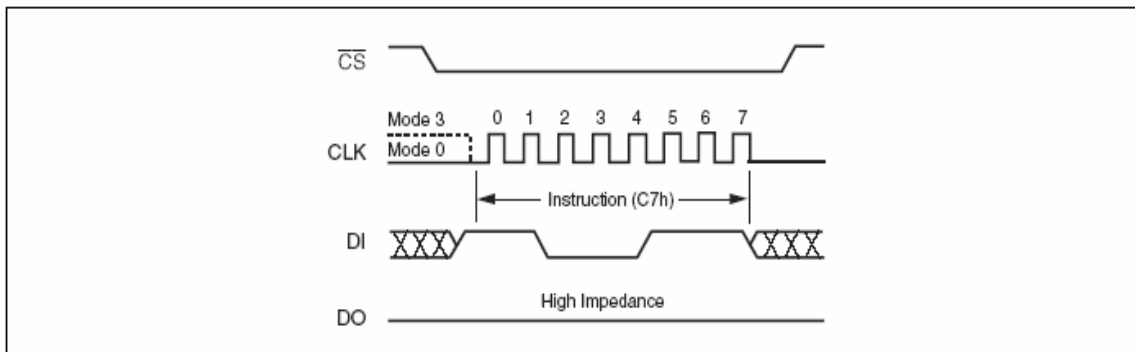 CS
Mode 3
0 1 2 3 4 5 6 7
CLK
Mode 0
Instruction (C7h)
DI
High Impedance
DO